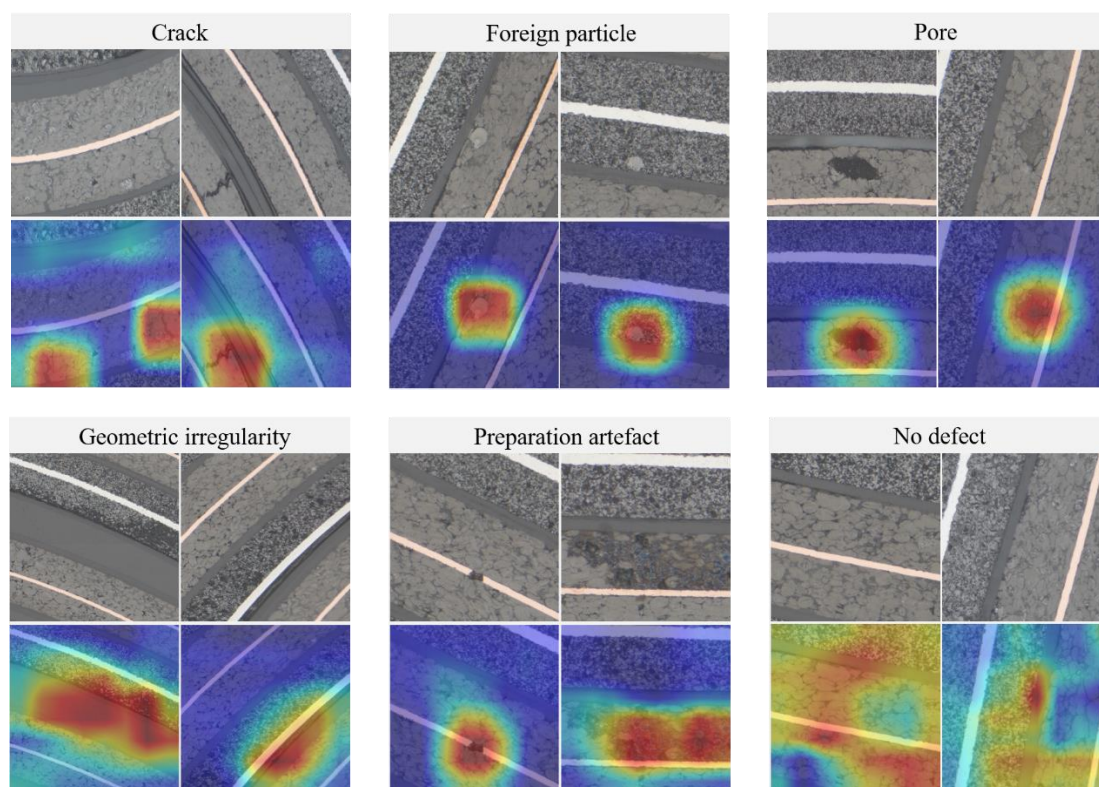 Crack
Foreign particle
Pore
Geometric irregularity
Preparation artefact
No defect